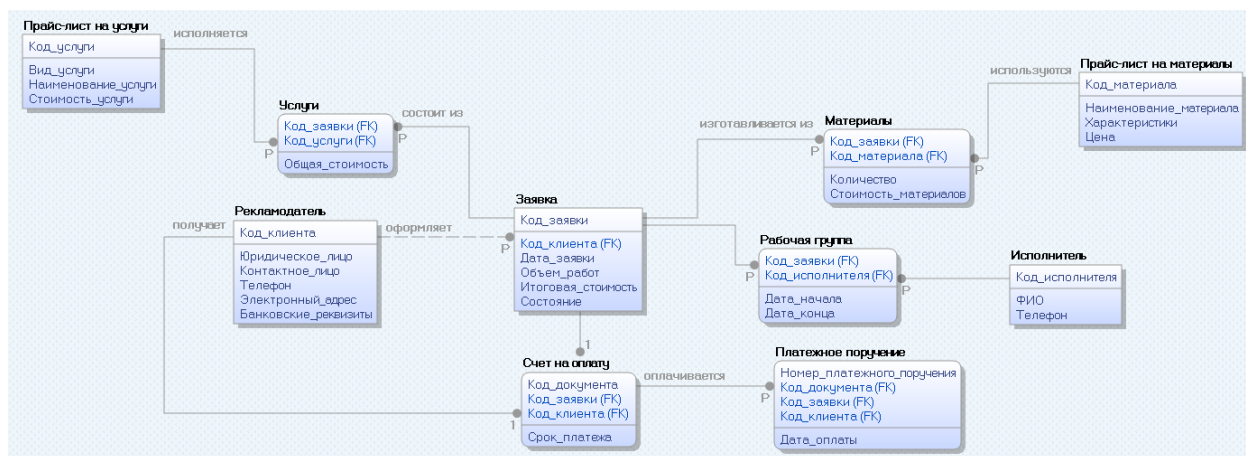 Прайс-лист на услуги
Код_услуги
Вид_услуги
Наименование_услуги
Стоимость_услуги
исполняется
P
Услуги
Код_заявки (FK)
Код_услуги (FK)
Общая_стоимость
состоит из
P
изготавливается из
P
Материалы
Код_заявки (FK)
Код_материала (FK)
Количество
Стоимость_материалов
используются
P
Прайс-лист на материалы
Код_материала
Наименование_материала
Характеристики
Цена
получает
Рекламодатель
Код_клиента
Юридическое_лицо
Контактное_лицо
Телефон
Электронный_адрес
Банковские_реквизиты
оформляет
P
Заявка
Код_заявки
Код_клиента (FK)
Дата_заявки
Объем_работ
Итоговая_стоимость
Состояние
P
Рабочая группа
Код_заявки (FK)
Код_исполнителя (FK)
Дата_начала
Дата_конца
P
Исполнитель
Код_исполнителя
ФИО
Телефон
1
1
Счет на оплату
Код_документа
Код_заявки (FK)
Код_клиента (FK)
Срок_платежа
оплачивается
P
Платежное поручение
Номер_платежного_поручения
Код_документа (FK)
Код_заявки (FK)
Код_клиента (FK)
Дата_оплаты